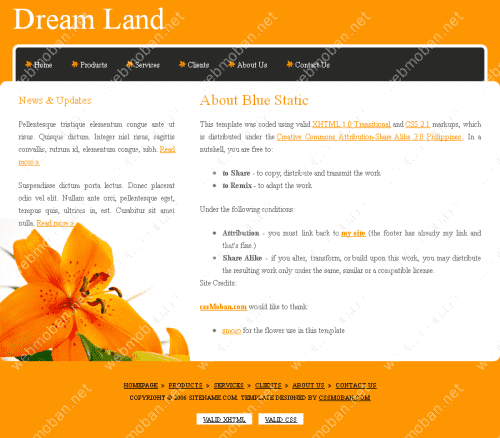 Dream Land
Home Products Services Clients About Us Contact Us
News & Updates
Pellentesque tristique elementum congue ante ut
risus. Quisque dictum. Integer nisl risus, sagittis
convallis, rutrum id, elementum congue, nibh. Read
more »
Suspendisse dictum porta lectus. Donec placerat
odio vel elit. Nullam ante orci, pellentesque eget,
tempus quis, ultrices in, est. Curabitur sit amet
nulla. Read more »
About Blue Static
This template was coded using valid XHTML 1.0 Transitional and CSS 2.1 markups, which
is distributed under the Creative Commons Attribution-Share Alike 3.0 Philippines. In a
nutshell, you are free to:
to Share - to copy, distribute and transmit the work
to Remix - to adapt the work
Under the following conditions:
Attribution - you must link back to my site (the footer has already my link and
that's fine.)
Share Alike - if you alter, transform, or build upon this work, you may distribute
the resulting work only under the same, similar or a compatible license.
Site Credits:
cssMoban.com would like to thank:
for the flower use in this template
HOMEPAGE » PRODUCTS » SERVICES » CLIENTS » ABOUT US » CONTACT US
COPYRIGHT © 2006 SITENAME.COM. TEMPLATE DESIGNED BY CSSMOBAN.COM
VALID XHTML VALID CSS
webmoban.net